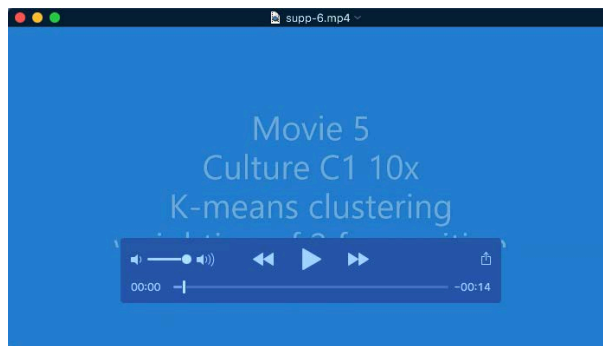 supp-6.mp4
Movie 5
Culture C1 10x
K-means clustering
00:00
-00:14